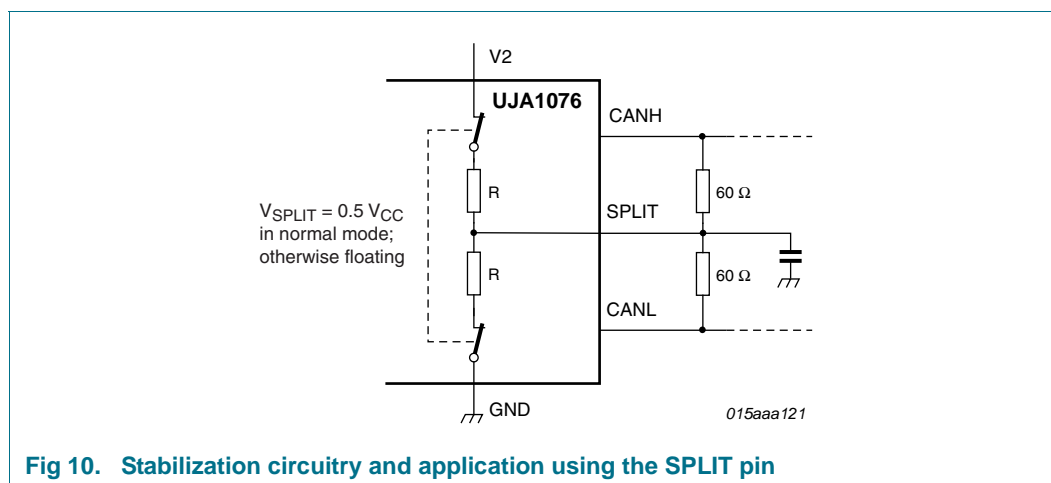 V2
UJA1076
CANH
R
60 Ω
VSPLIT = 0.5 VCC
in normal mode;
otherwise floating
SPLIT
R
60 Ω
CANL
GND
015aaa121
Fig 10. Stabilization circuitry and application using the SPLIT pin